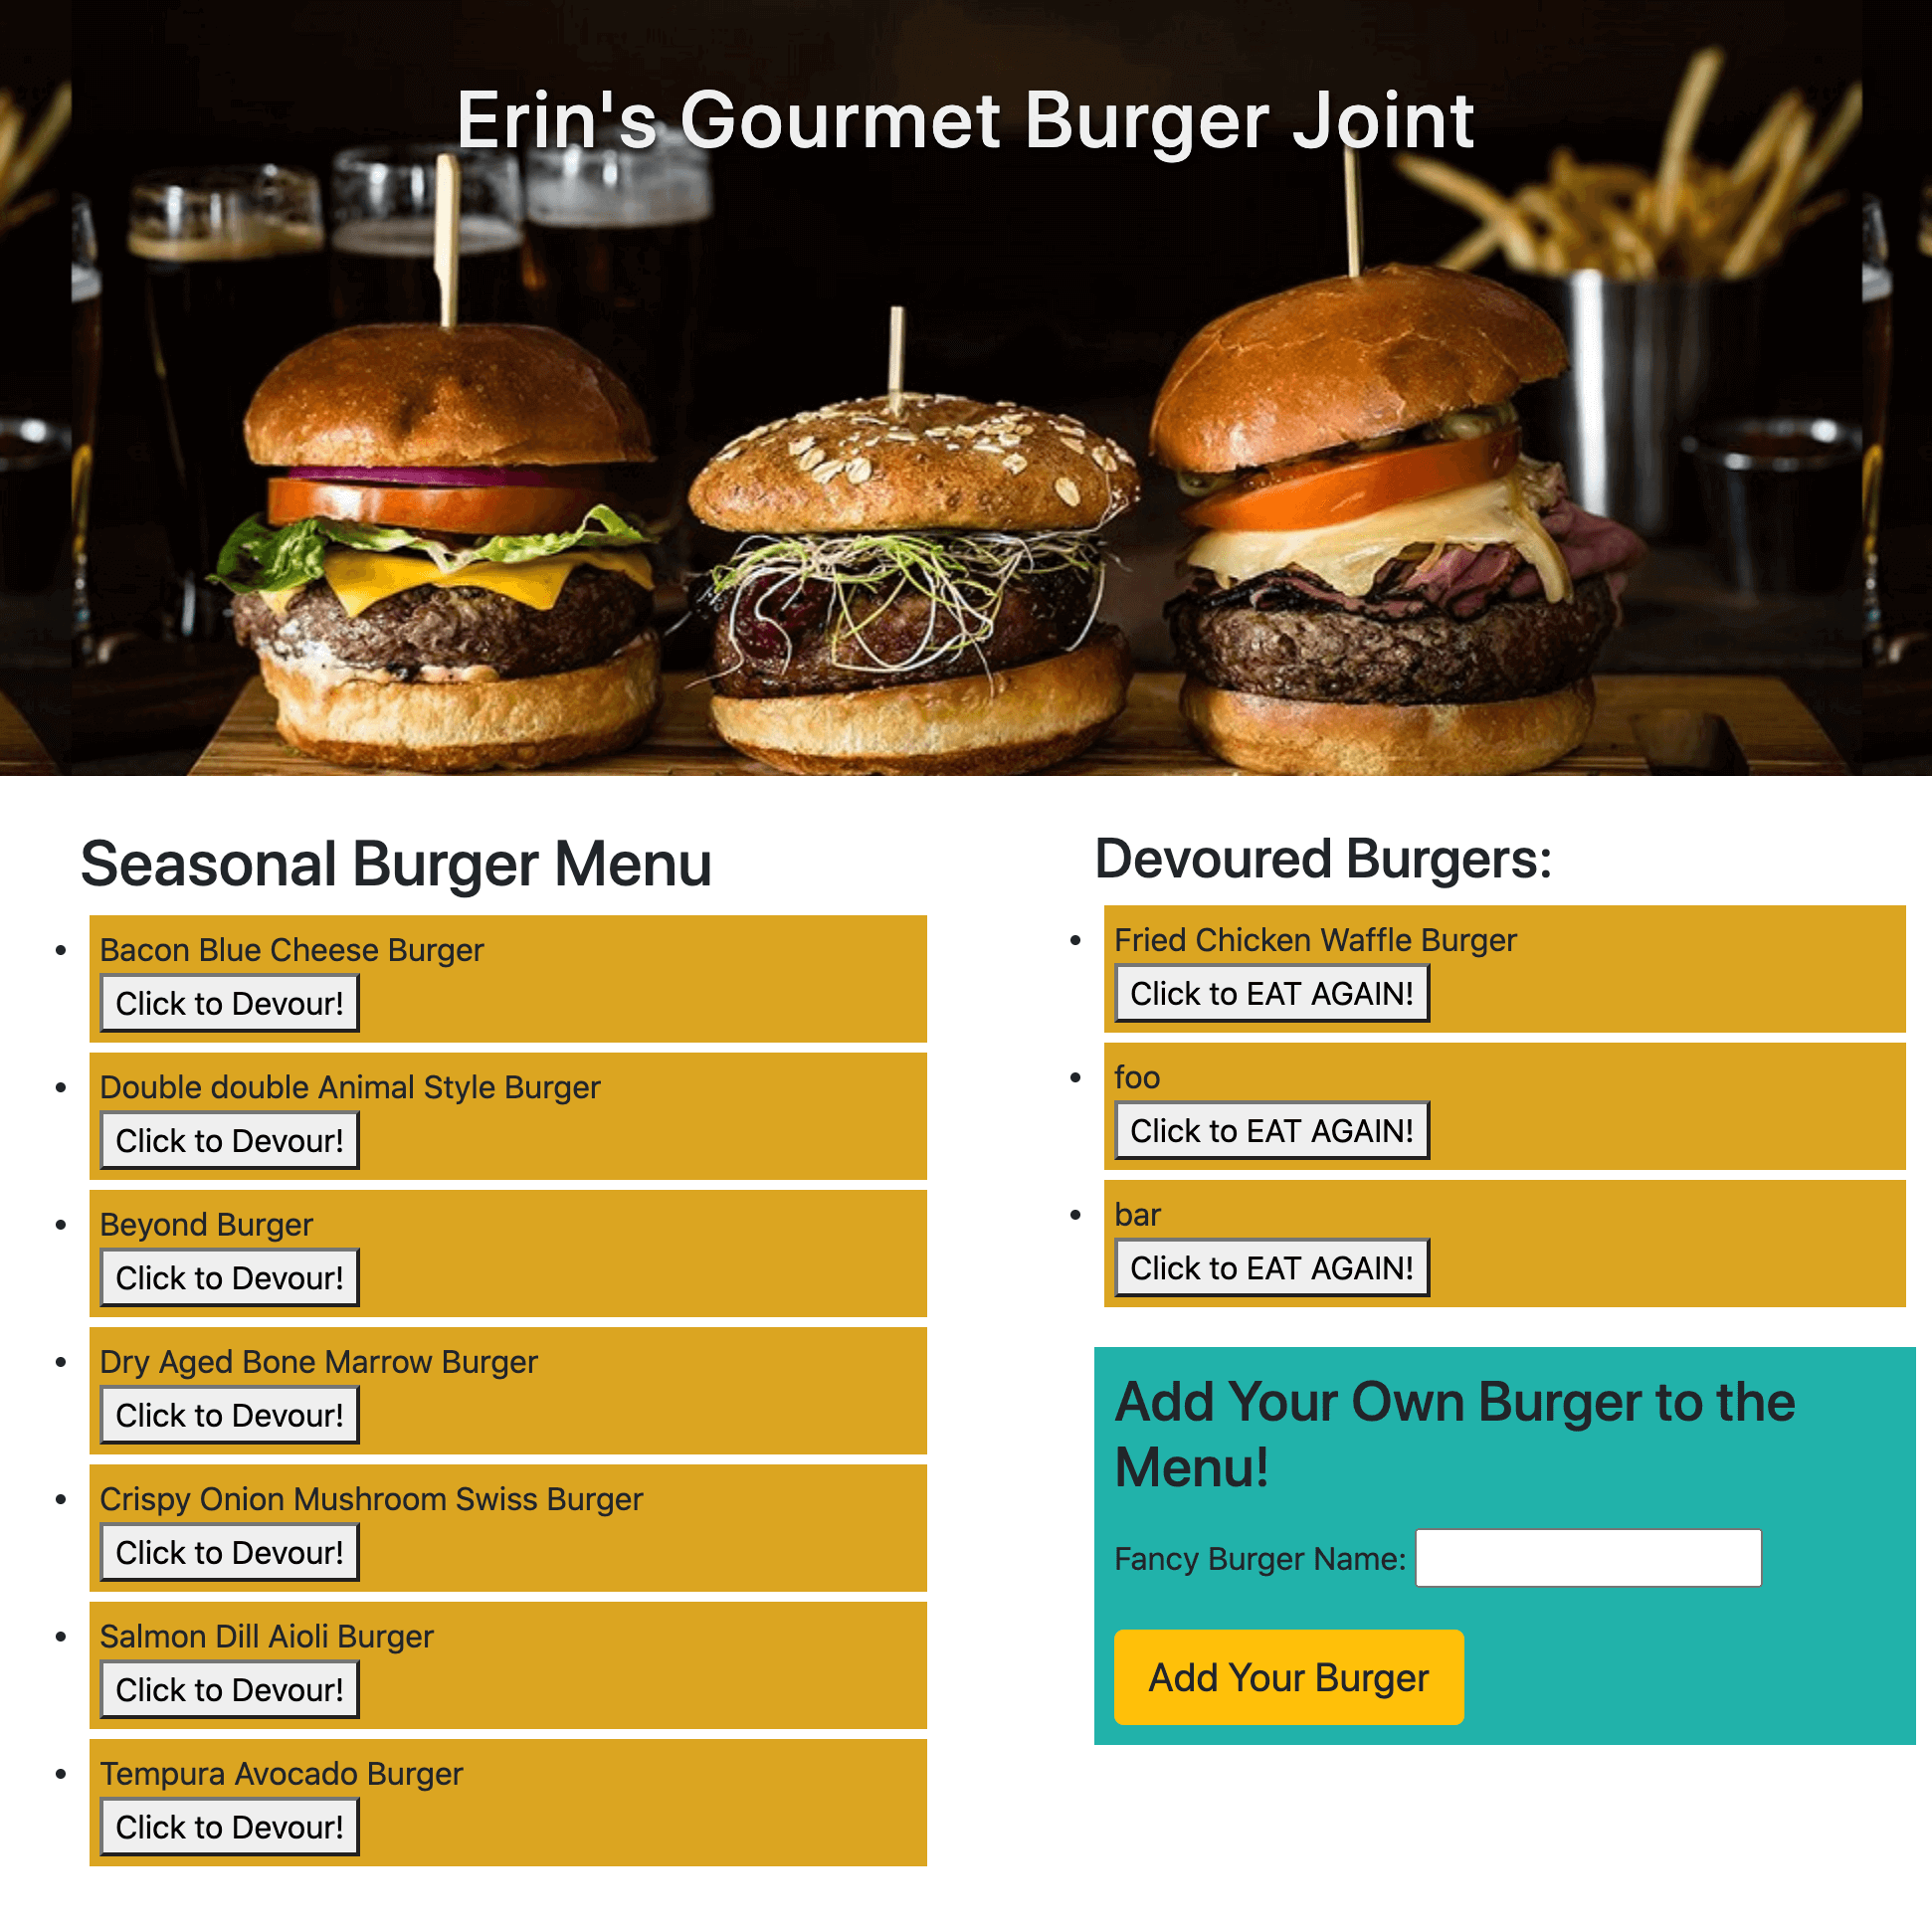 Erin's Gourmet Burger Joint
Seasonal Burger Menu
Bacon Blue Cheese Burger
Click to Devour!
Double double Animal Style Burger
Click to Devour!
Beyond Burger
Click to Devour!
Dry Aged Bone Marrow Burger
Click to Devour!
Crispy Onion Mushroom Swiss Burger
Click to Devour!
Salmon Dill Aioli Burger
Click to Devour!
Tempura Avocado Burger
Click to Devour!
Devoured Burgers:
Fried Chicken Waffle Burger
Click to EAT AGAIN!
foo
Click to EAT AGAIN!
bar
Click to EAT AGAIN!
Add Your Own Burger to the
Menu!
Fancy Burger Name:
Add Your Burger